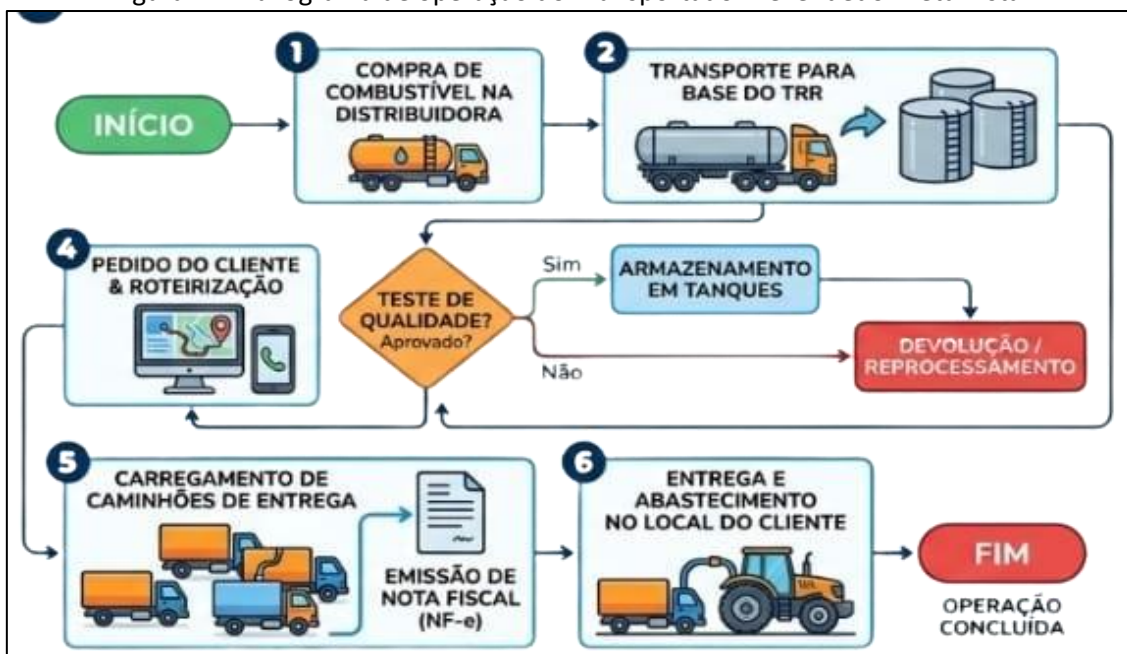 1
COMPRA DE
COMBUSTÍVEL NA
DISTRIBUIDORA
2
TRANSPORTE PARA
BASE DO TRR
INÍCIO
4
PEDIDO DO CLIENTE
& ROTEIRIZAÇÃO
TESTE DE
QUALIDADE?
Aprovado?
Sim
ARMAZENAMENTO
EM TANQUES
Não
DEVOLUÇÃO /
REPROCESSAMENTO
5
CARREGAMENTO DE
CAMINHÕES DE ENTREGA
EMISSÃO DE
NOTA FISCAL
(NF-e)
6
ENTREGA E
ABASTECIMENTO
NO LOCAL DO CLIENTE
FIM
OPERAÇÃO
CONCLUÍDA